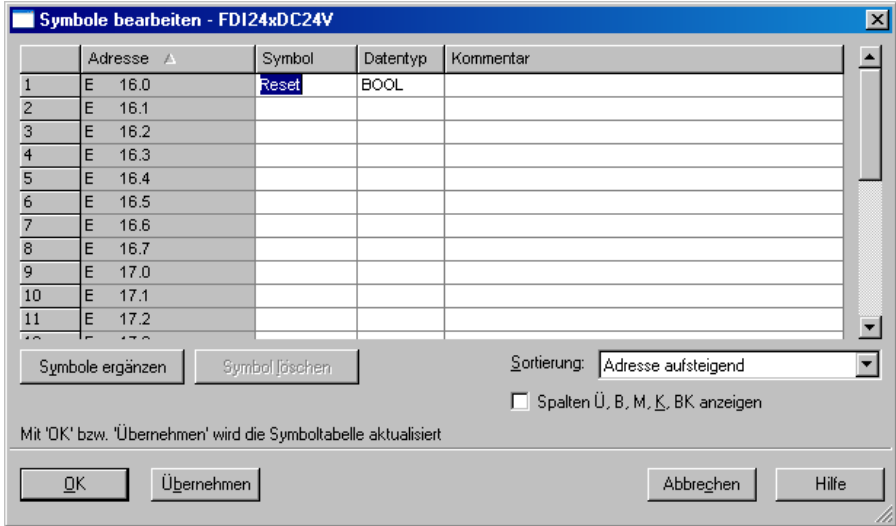 Symbole bearbeiten - FDI24xDC24V
Adresse Symbol Datentyp Kommentar
1 E 16.0 Reset BOOL
2 E 16.1
3 E 16.2
4 E 16.3
5 E 16.4
6 E 16.5
7 E 16.6
8 E 16.7
9 E 17.0
10 E 17.1
11 E 17.2
Symbole ergänzen Symbol löschen Sortierung: Adresse aufsteigend
Spalten Ü, B, M, K, BK anzeigen
Mit 'OK' bzw. 'Übernehmen' wird die Symboltabelle aktualisiert
OK Übernehmen Abbrechen Hilfe